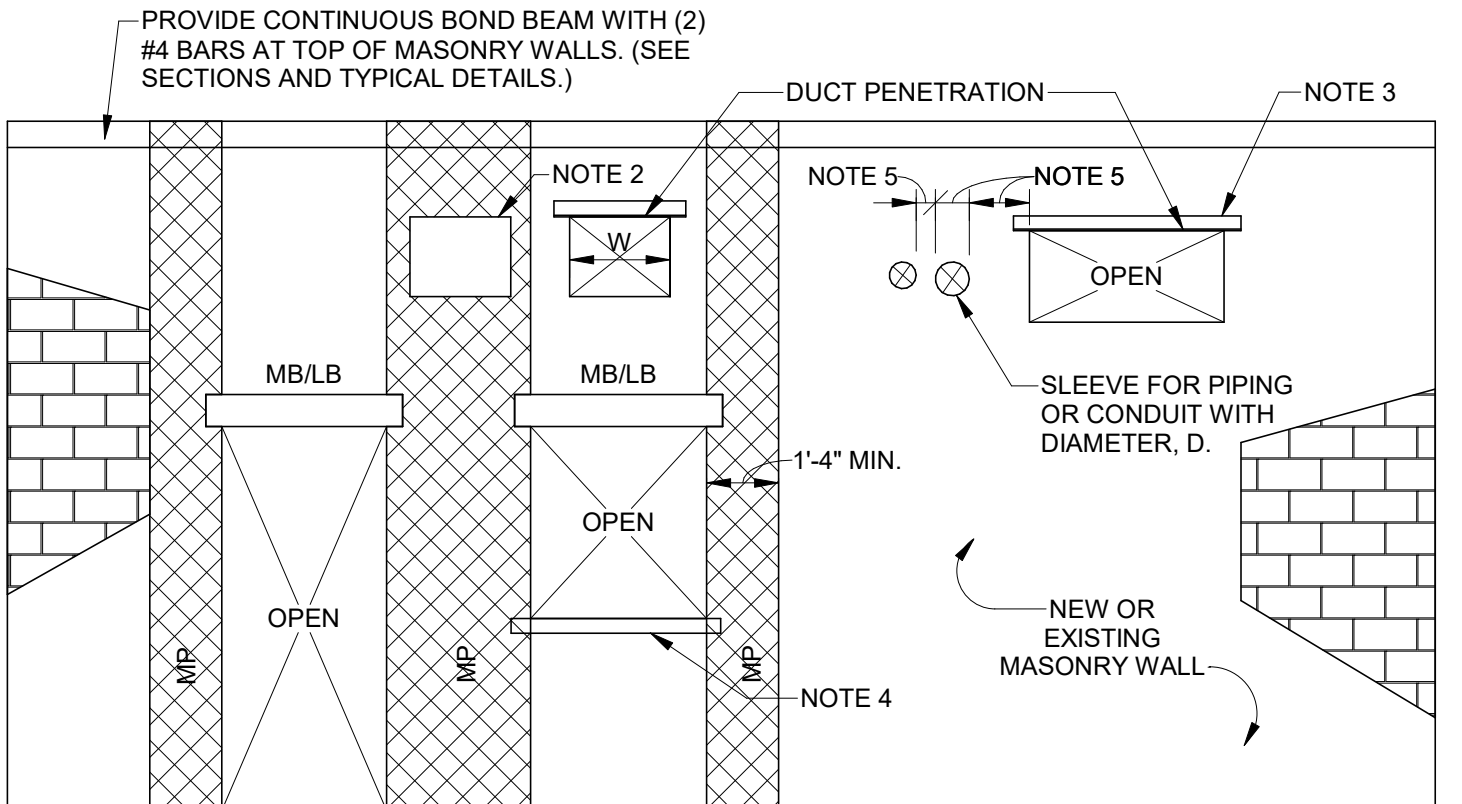 PROVIDE CONTINUOUS BOND BEAM WITH (2)
#4 BARS AT TOP OF MASONRY WALLS. (SEE
SECTIONS AND TYPICAL DETAILS.)
DUCT PENETRATION
NOTE 3
NOTE 2
NOTE 5
NOTE 5
W
OPEN
MB/LB
MB/LB
SLEEVE FOR PIPING
OR CONDUIT WITH
DIAMETER, D.
1'-4" MIN.
OPEN
OPEN
NEW OR
EXISTING
MASONRY WALL
MP
MP
MP
NOTE 4